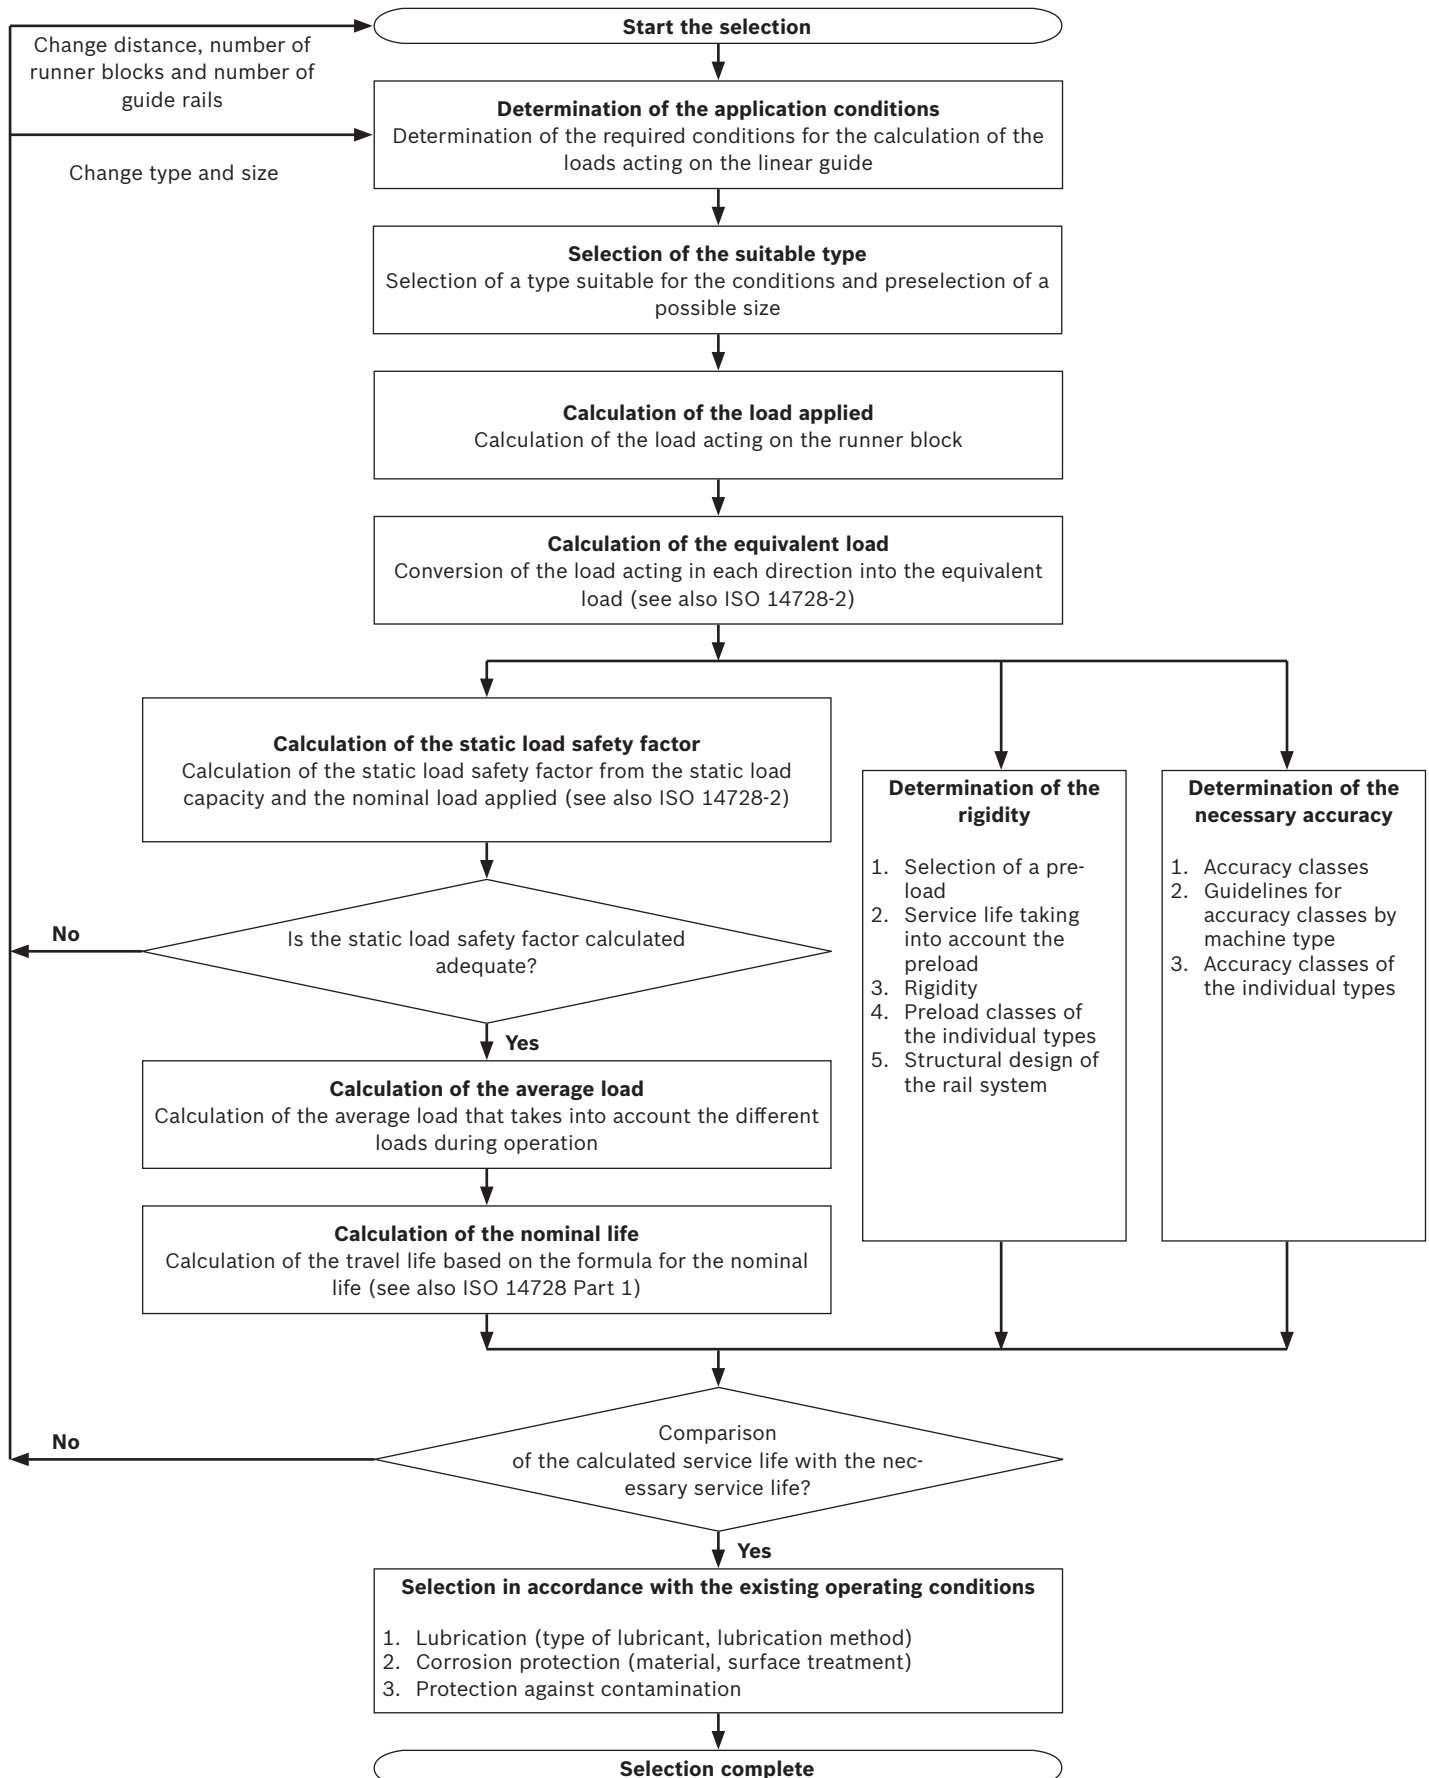 Start the selection
Change distance, number of
runner blocks and number of
guide rails
Change type and size
Determination of the application conditions
Determination of the required conditions for the calculation of the
loads acting on the linear guide
Selection of the suitable type
Selection of a type suitable for the conditions and preselection of a
possible size
Calculation of the load applied
Calculation of the load acting on the runner block
Calculation of the equivalent load
Conversion of the load acting in each direction into the equivalent
load (see also ISO 14728-2)
Calculation of the static load safety factor
Calculation of the static load safety factor from the static load
capacity and the nominal load applied (see also ISO 14728-2)
No
Is the static load safety factor calculated
adequate?
Yes
Calculation of the average load
Calculation of the average load that takes into account the different
loads during operation
Calculation of the nominal life
Calculation of the travel life based on the formula for the nominal
life (see also ISO 14728 Part 1)
Determination of the
rigidity
1. Selection of a pre-
load
2. Service life taking
into account the
preload
3. Rigidity
4. Preload classes of
the individual types
5. Structural design of
the rail system
Determination of the
necessary accuracy
1. Accuracy classes
2. Guidelines for
accuracy classes by
machine type
3. Accuracy classes of
the individual types
No
Comparison
of the calculated service life with the nec-
essary service life?
Yes
Selection in accordance with the existing operating conditions
1. Lubrication (type of lubricant, lubrication method)
2. Corrosion protection (material, surface treatment)
3. Protection against contamination
Selection complete